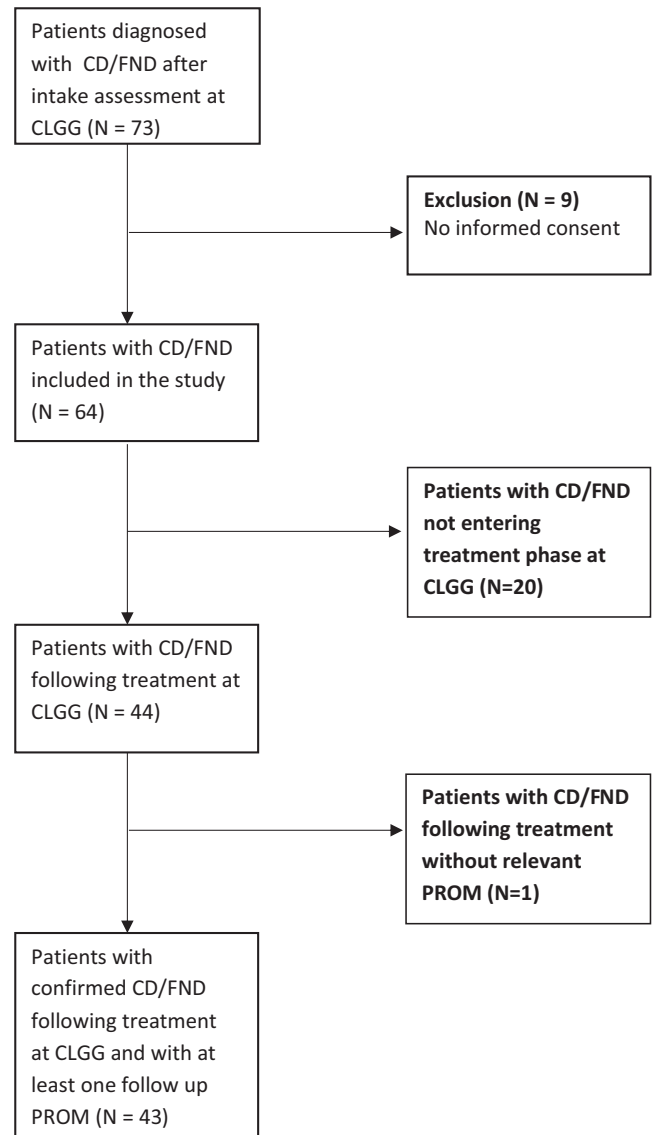 Patients diagnosed
with CD/FND after
intake assessment at
CLGG (N = 73)
Exclusion (N = 9)
No informed consent
Patients with CD/FND
included in the study
(N = 64)
Patients with CD/FND
not entering
treatment phase at
CLGG (N=20)
Patients with CD/FND
following treatment at
CLGG (N = 44)
Patients with CD/FND
following treatment
without relevant
PROM (N=1)
Patients with
confirmed CD/FND
following treatment
at CLGG and with at
least one follow up
PROM (N = 43)